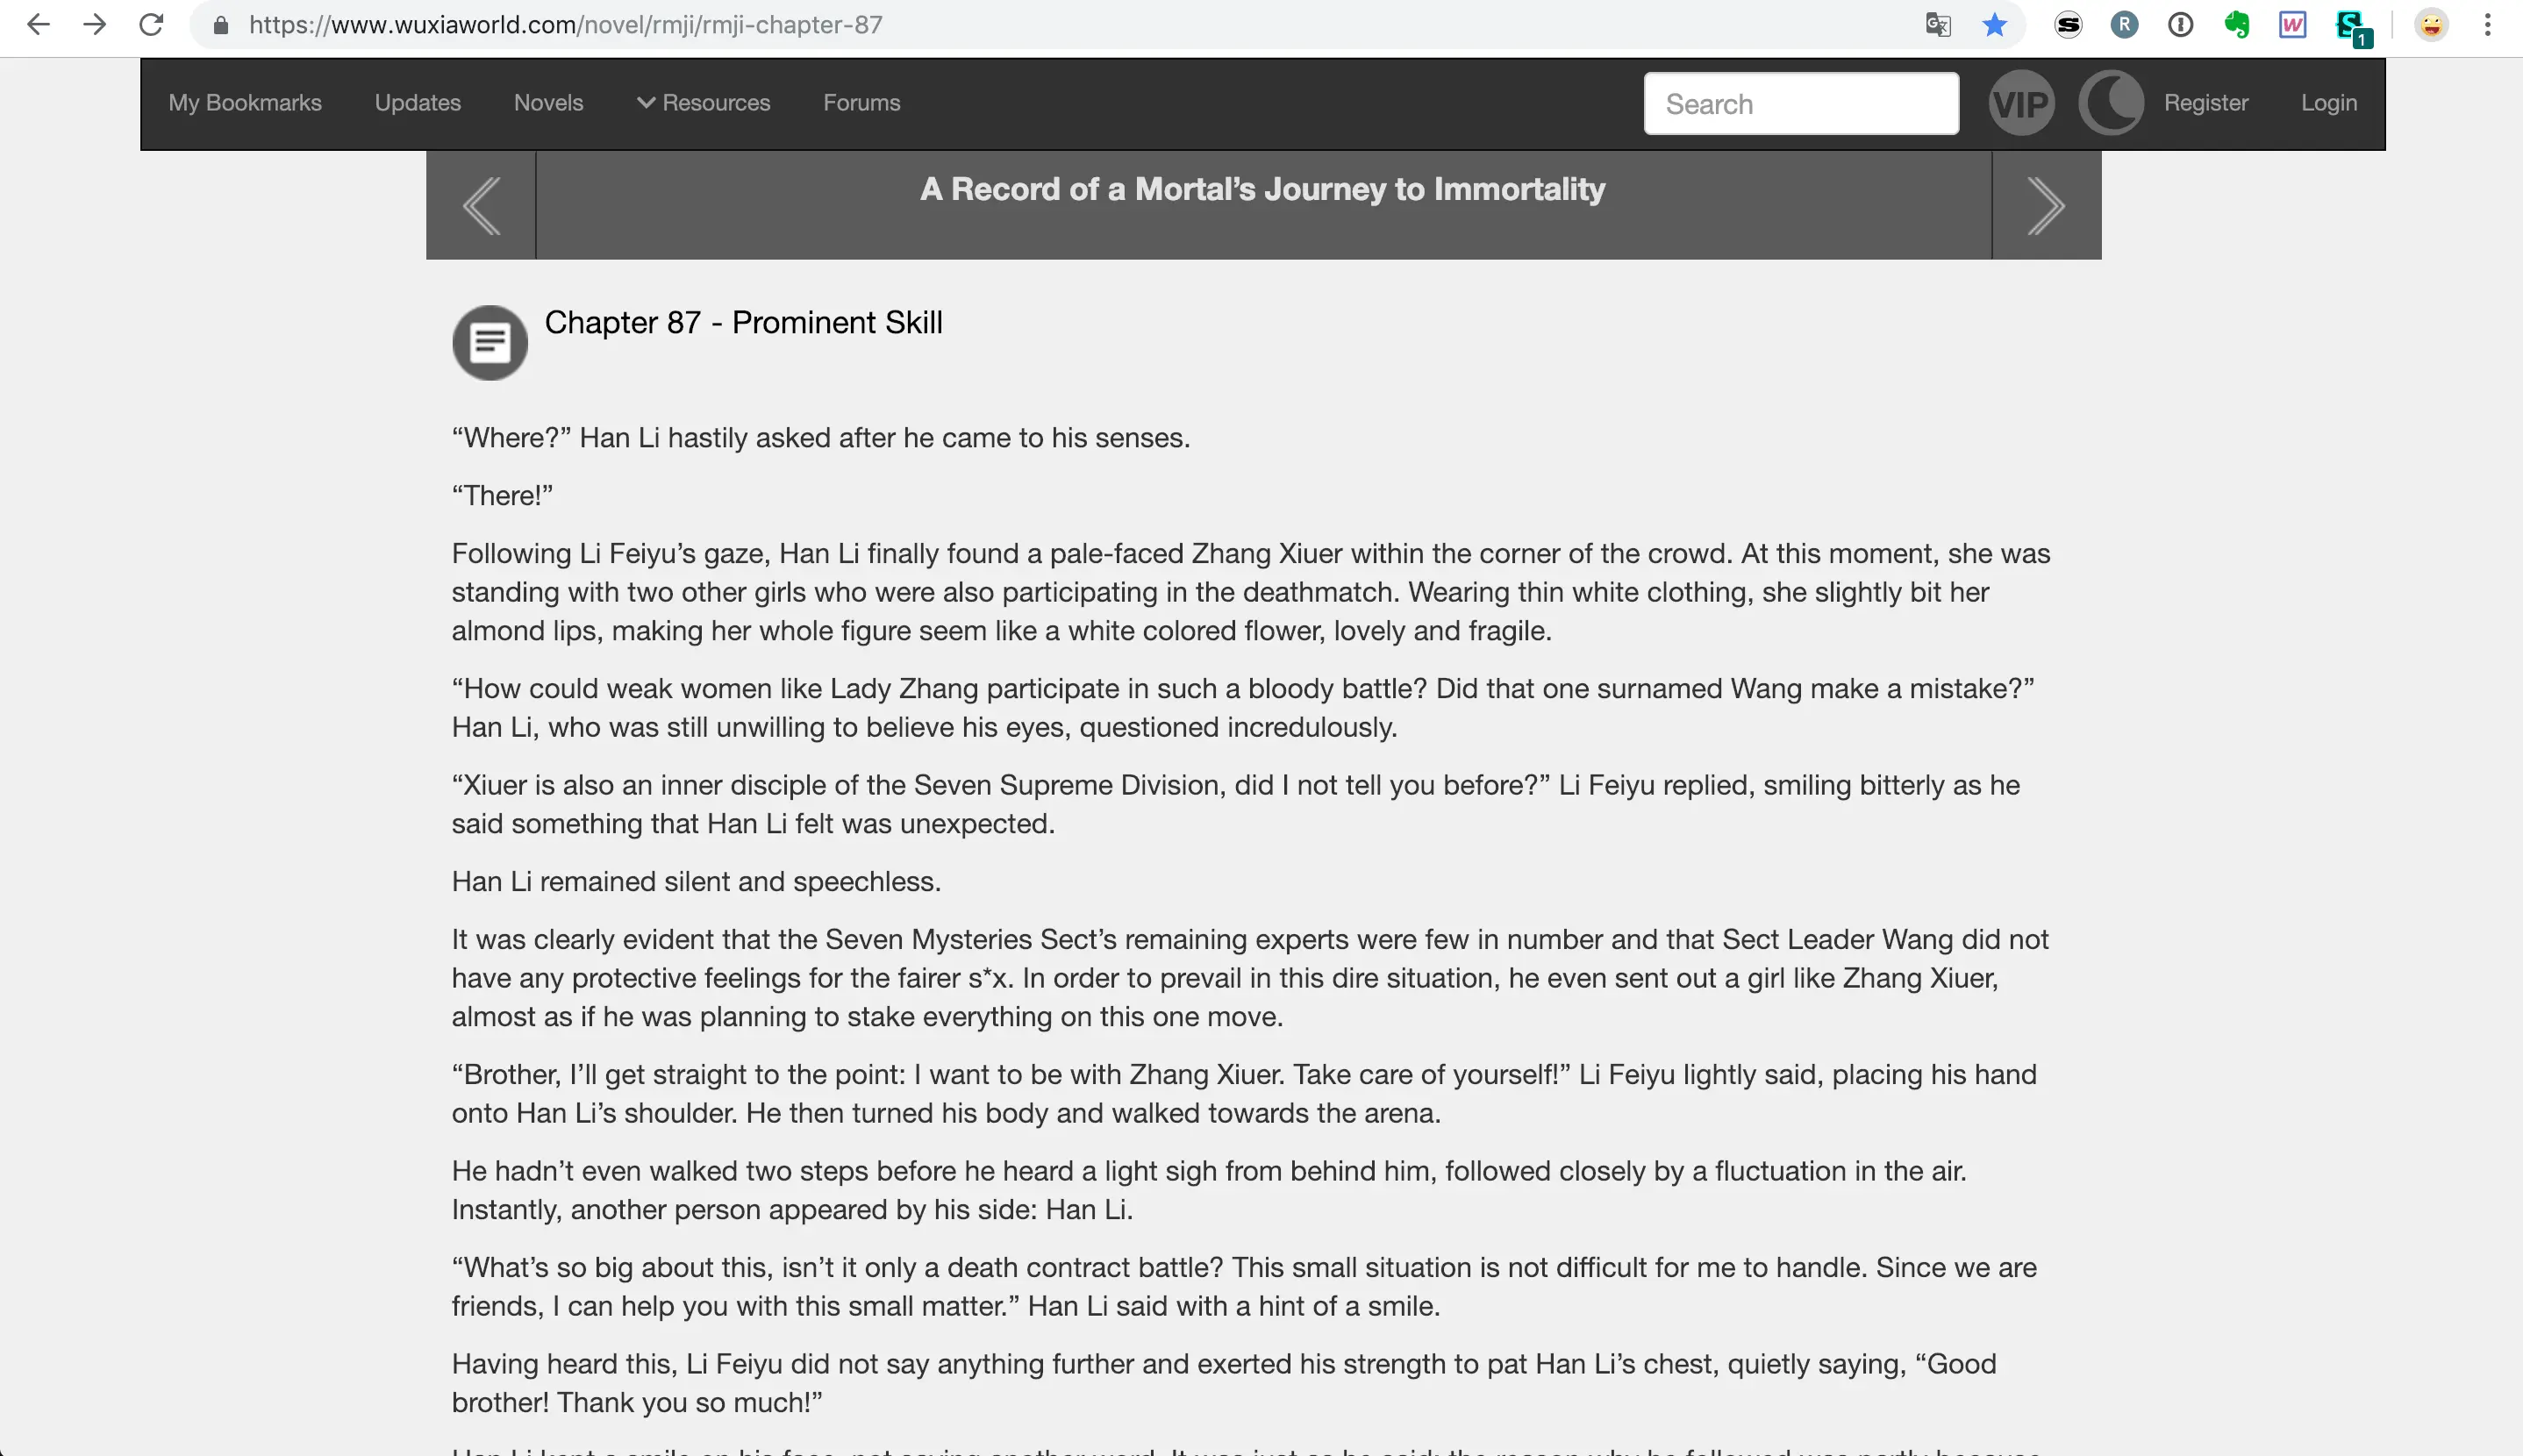 https://www.wuxiaworld.com/novel/rmji/rmji-chapter-87
S R W S 1
My Bookmarks Updates Novels Resources Forums Search VIP Register Login
A Record of a Mortal’s Journey to Immortality
Chapter 87 - Prominent Skill
“Where?” Han Li hastily asked after he came to his senses.
“There!”
Following Li Feiyu’s gaze, Han Li finally found a pale-faced Zhang Xiuer within the corner of the crowd. At this moment, she was
standing with two other girls who were also participating in the deathmatch. Wearing thin white clothing, she slightly bit her
almond lips, making her whole figure seem like a white colored flower, lovely and fragile.
“How could weak women like Lady Zhang participate in such a bloody battle? Did that one surnamed Wang make a mistake?”
Han Li, who was still unwilling to believe his eyes, questioned incredulously.
“Xiuer is also an inner disciple of the Seven Supreme Division, did I not tell you before?” Li Feiyu replied, smiling bitterly as he
said something that Han Li felt was unexpected.
Han Li remained silent and speechless.
It was clearly evident that the Seven Mysteries Sect’s remaining experts were few in number and that Sect Leader Wang did not
have any protective feelings for the fairer s*x. In order to prevail in this dire situation, he even sent out a girl like Zhang Xiuer,
almost as if he was planning to stake everything on this one move.
“Brother, I’ll get straight to the point: I want to be with Zhang Xiuer. Take care of yourself!” Li Feiyu lightly said, placing his hand
onto Han Li’s shoulder. He then turned his body and walked towards the arena.
He hadn’t even walked two steps before he heard a light sigh from behind him, followed closely by a fluctuation in the air.
Instantly, another person appeared by his side: Han Li.
“What’s so big about this, isn’t it only a death contract battle? This small situation is not difficult for me to handle. Since we are
friends, I can help you with this small matter.” Han Li said with a hint of a smile.
Having heard this, Li Feiyu did not say anything further and exerted his strength to pat Han Li’s chest, quietly saying, “Good
brother! Thank you so much!”